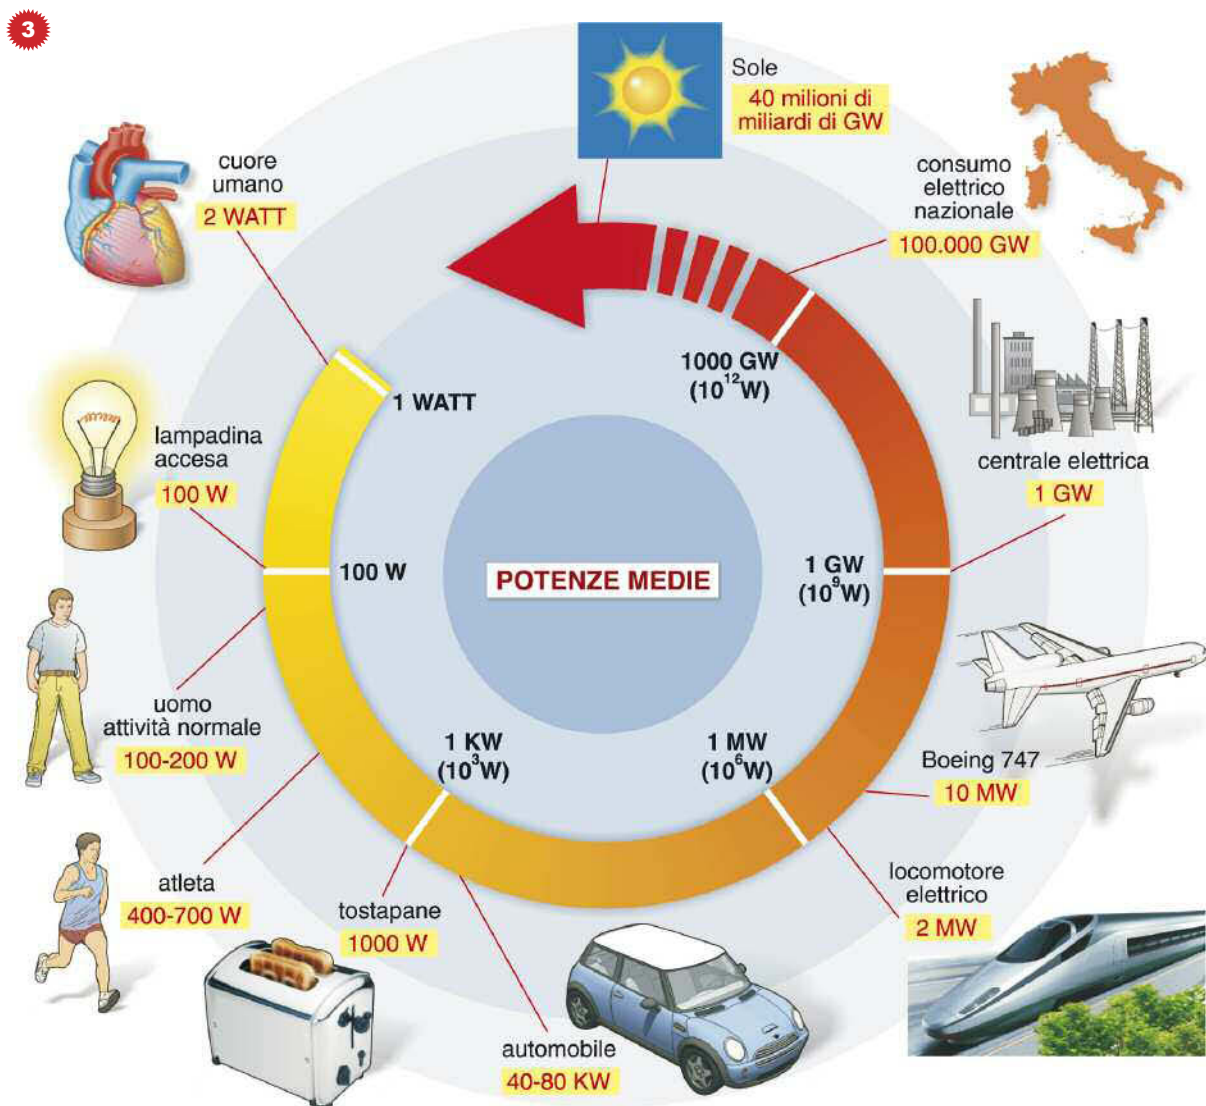 3
Sole
40 milioni di
miliardi di GW
consumo
elettrico
nazionale
100.000 GW
cuore
umano
2 WATT
1000 GW
(10¹²W)
1 WATT
lampadina
accesa
100 W
centrale elettrica
1 GW
100 W
POTENZE MEDIE
1 GW
(10⁹W)
uomo
attività normale
100-200 W
1 KW
(10³W)
1 MW
(10⁶W)
Boeing 747
10 MW
atleta
400-700 W
tostapane
1000 W
locomotore
elettrico
2 MW
automobile
40-80 KW